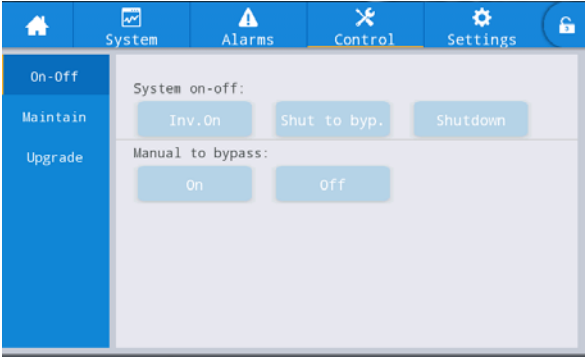 System Alarms Control Settings
On-Off
Maintain
Upgrade
System on-off:
Inv.On Shut to byp. Shutdown
Manual to bypass:
On Off